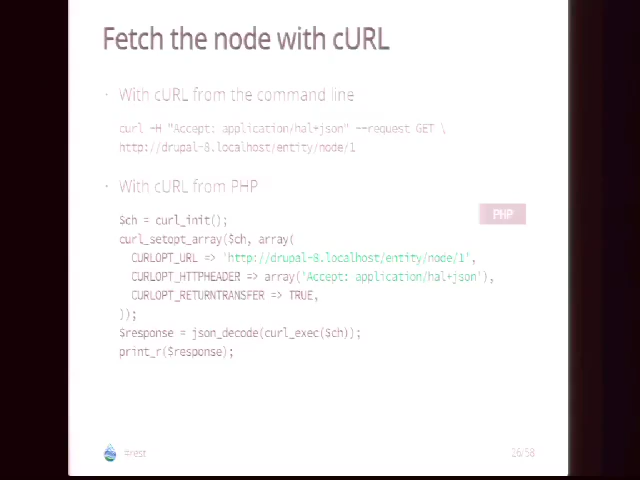 Fetch the node with cURL
· With cURL from the command line
curl -H "Accept: application/hal+json" --request GET \
http://drupal-8.localhost/entity/node/1
· With cURL from PHP
PHP
$ch = curl_init();
curl_setopt_array($ch, array(
CURLOPT_URL => 'http://drupal-8.localhost/entity/node/1',
CURLOPT_HTTPHEADER => array('Accept: application/hal+json'),
CURLOPT_RETURNTRANSFER => TRUE,
));
$response = json_decode(curl_exec($ch));
print_r($response);
#rest
26/58